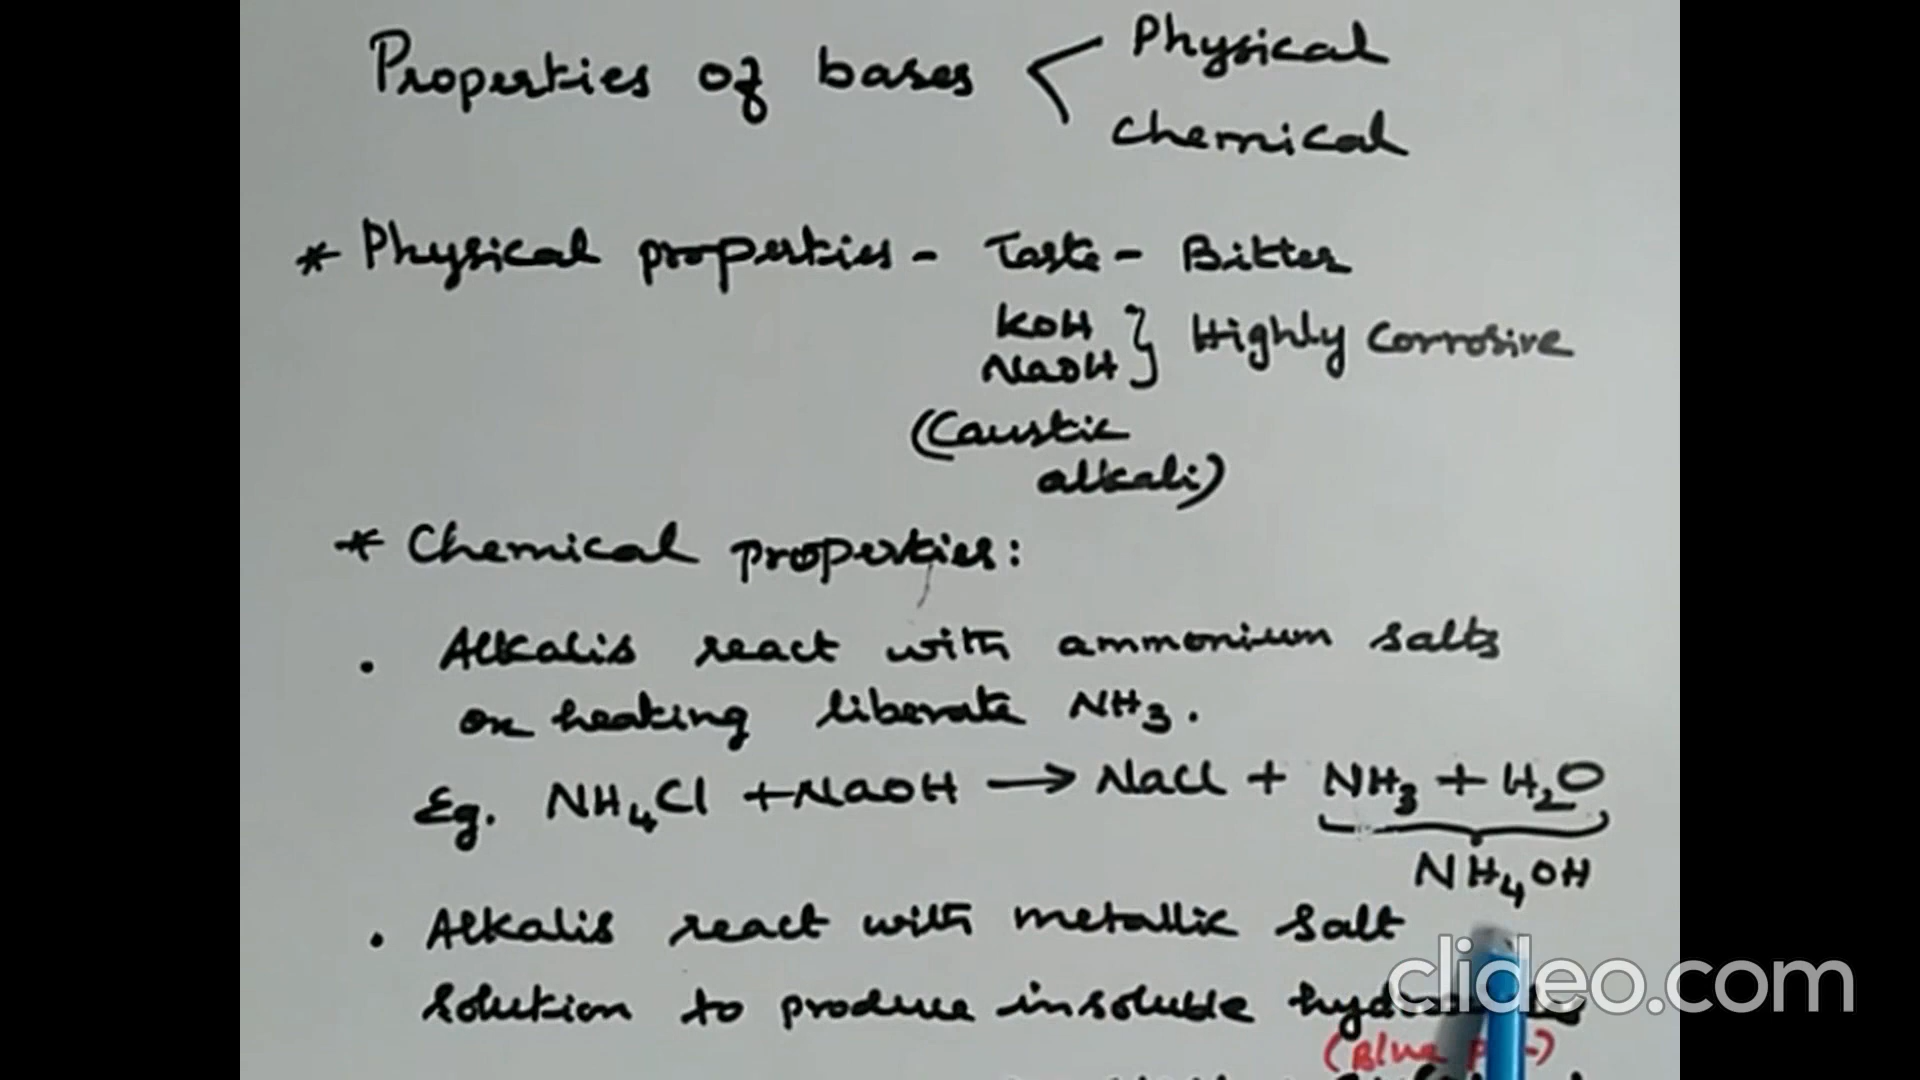 Properties of bases
Physical
Chemical
* Physical properties - Taste - Bitter
KOH
NaOH } Highly corrosive
(Caustic
alkali)
* Chemical properties:
. Alkalis react with ammonium salts
on heating liberate NH3.
Eg. NH4Cl + NaOH → NaCl + NH3 + H2O
NH4OH
. Alkalis react with metallic salt
solution to produce insoluble
(Blue
clideo.com